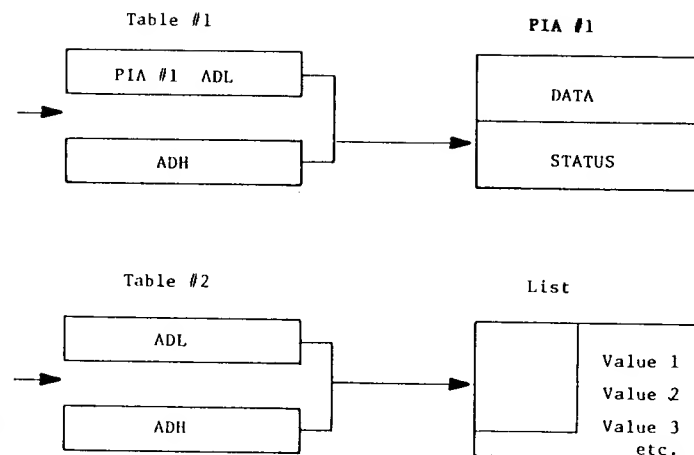 Table #1
PIA #1
PIA #1 ADL
DATA
ADH
STATUS
Table #2
List
ADL
Value 1
Value 2
ADH
Value 3
etc.